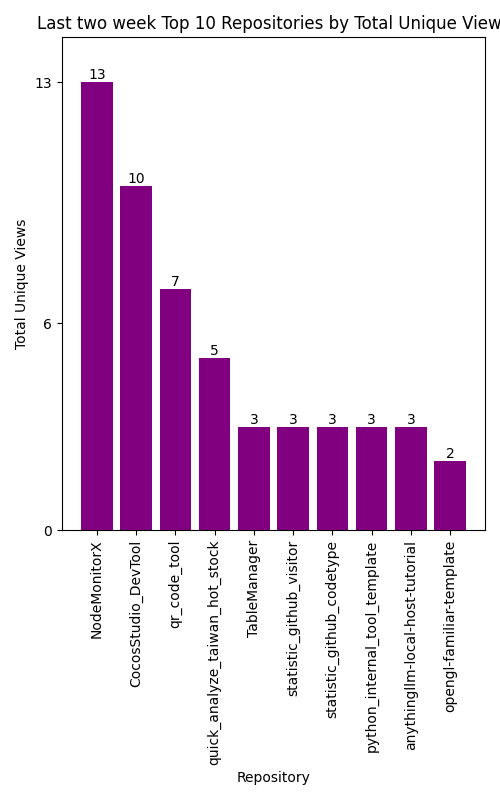 Last two week Top 10 Repositories by Total Unique View
Total Unique Views
13
6
0
13
10
7
5
3
3
3
3
3
2
NodeMonitorX
CocosStudio_DevTool
qr_code_tool
quick_analyze_taiwan_hot_stock
TableManager
statistic_github_visitor
statistic_github_codetype
python_internal_tool_template
anythingllm-local-host-tutorial
opengl-familiar-template
Repository